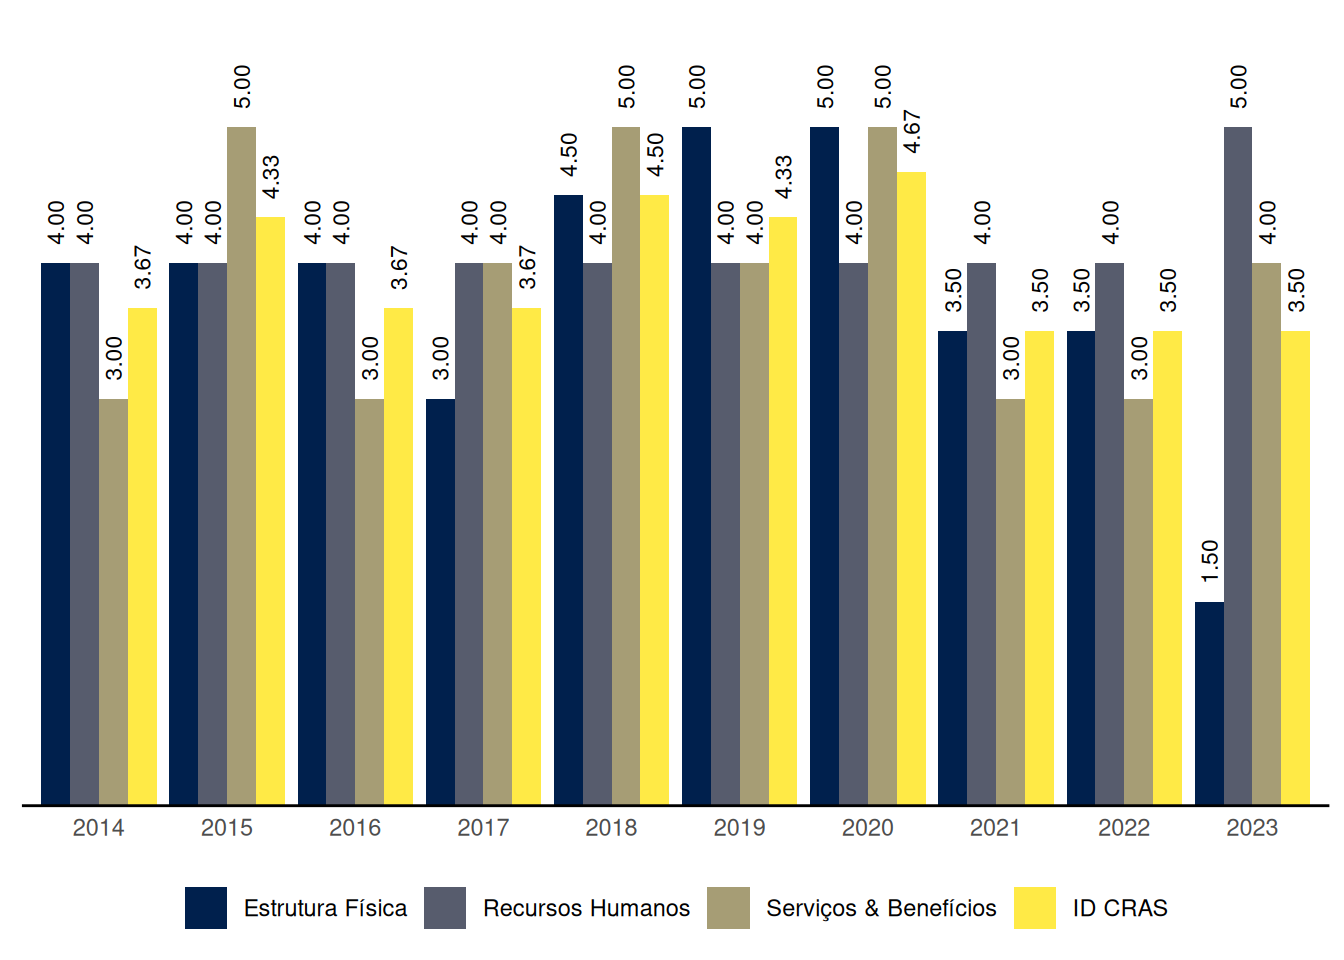 4.00 4.00 3.00 3.67
4.00 4.00 5.00 4.33
4.00 4.00 3.00 3.67
3.00 4.00 4.00 3.67
4.50 4.00 5.00 4.50
5.00 4.00 4.00 4.33
5.00 4.00 5.00 4.67
3.50 4.00 3.00 3.50
3.50 4.00 3.00 3.50
1.50 5.00 4.00 3.50
2014 2015 2016 2017 2018 2019 2020 2021 2022 2023
Estrutura Física Recursos Humanos Serviços & Benefícios ID CRAS